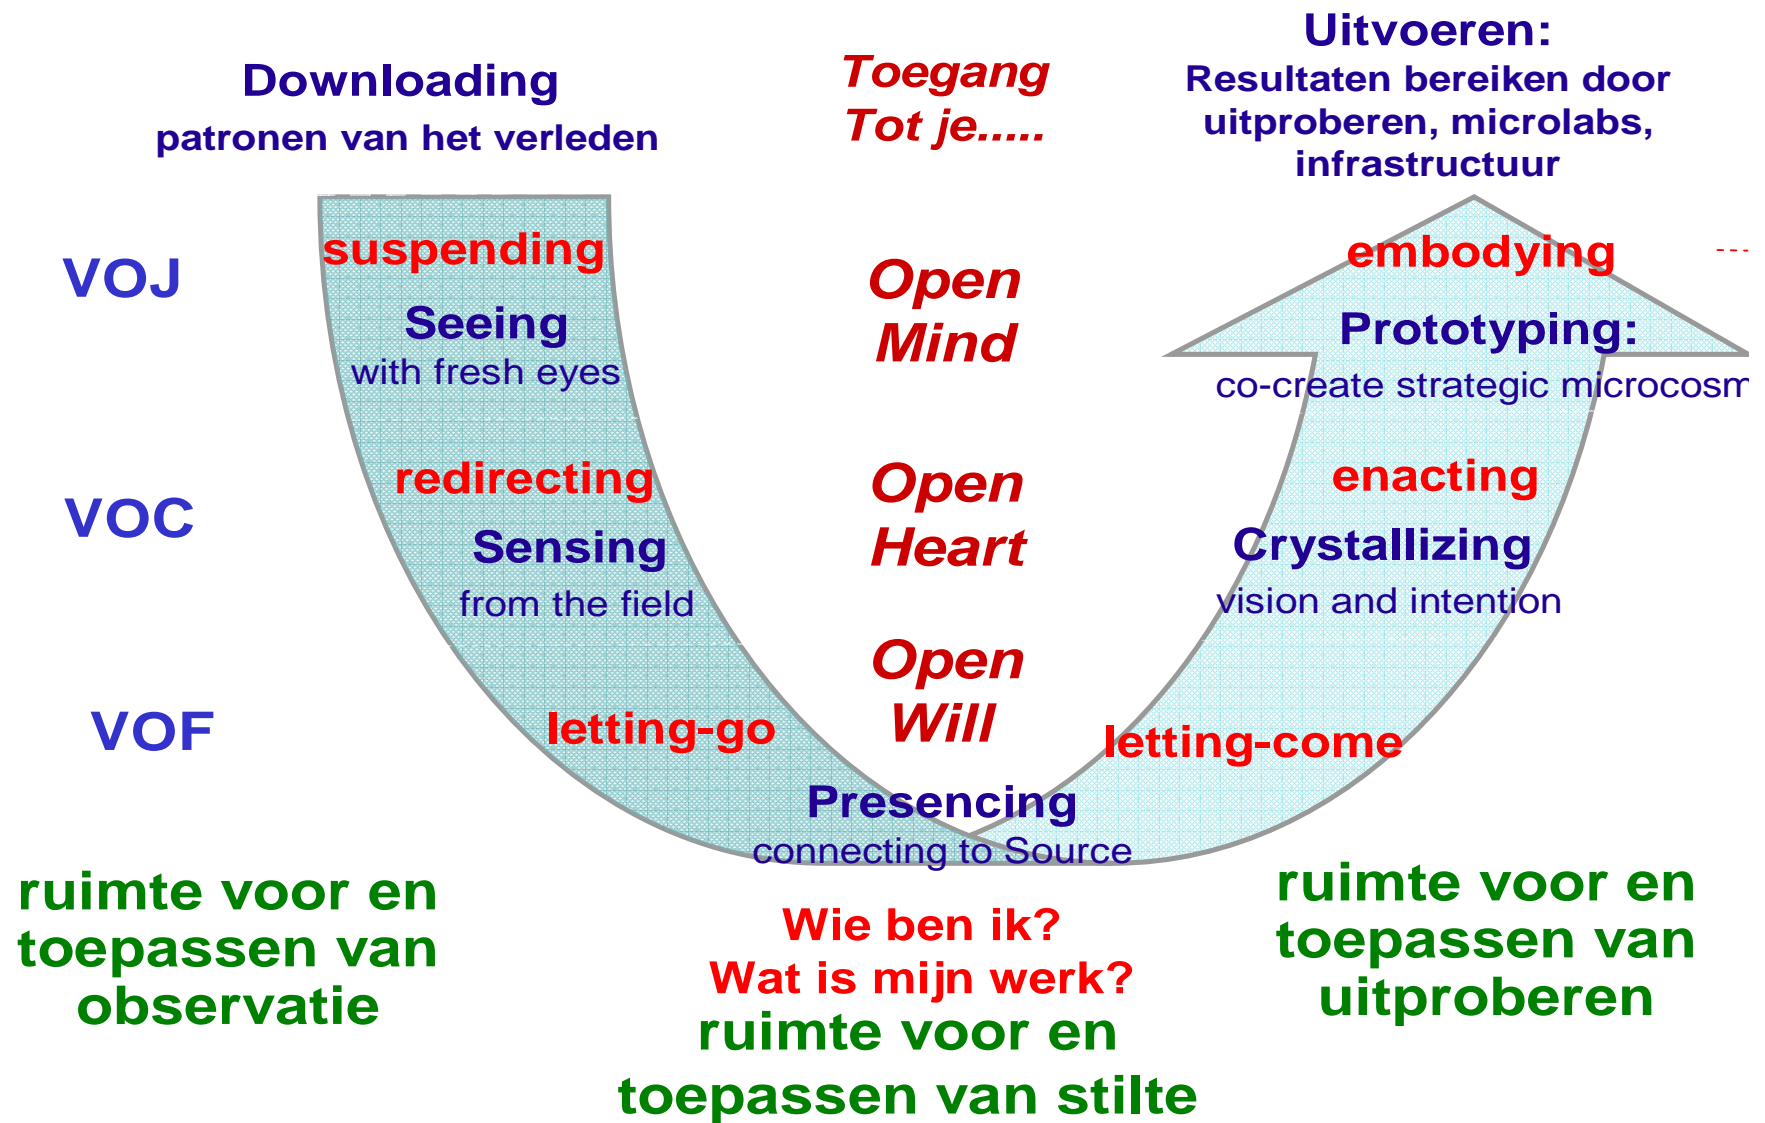 Downloading
patronen van het verleden
Toegang
Tot je.....
Uitvoeren:
Resultaten bereiken door
uitproberen, microlabs,
infrastructuur
VOJ
suspending
Seeing
with fresh eyes
Open
Mind
embodying
Prototyping:
co-create strategic microcosm
VOC
redirecting
Sensing
from the field
Open
Heart
enacting
Crystallizing
vision and intention
VOF
letting-go
Open
Will
letting-come
Presencing
connecting to Source
ruimte voor en
toepassen van
observatie
Wie ben ik?
Wat is mijn werk?
ruimte voor en
toepassen van stilte
ruimte voor en
toepassen van
uitproberen